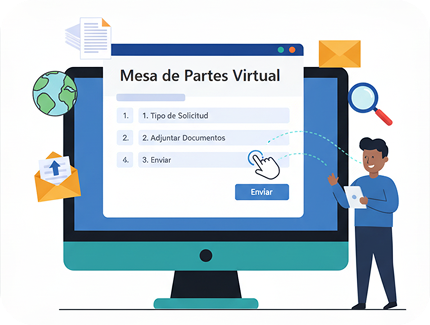 Mesa de Partes Virtual
1. 1. Tipo de Solicitud
2. 2. Adjuntar Documentos
4. 3. Enviar
Enviar